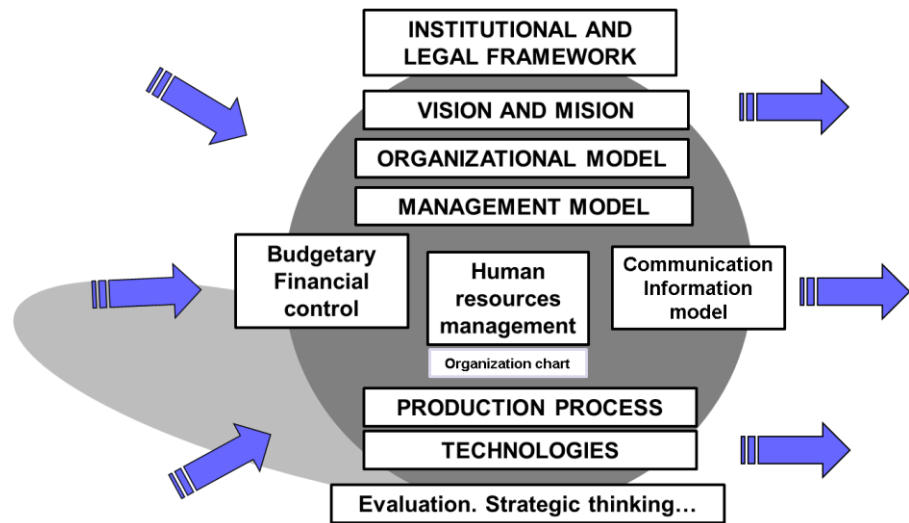 INSTITUTIONAL AND
LEGAL FRAMEWORK
VISION AND MISION
ORGANIZATIONAL MODEL
MANAGEMENT MODEL
Budgetary
Financial
control
Human
resources
management
Communication
Information
model
Organization chart
PRODUCTION PROCESS
TECHNOLOGIES
Evaluation. Strategic thinking…